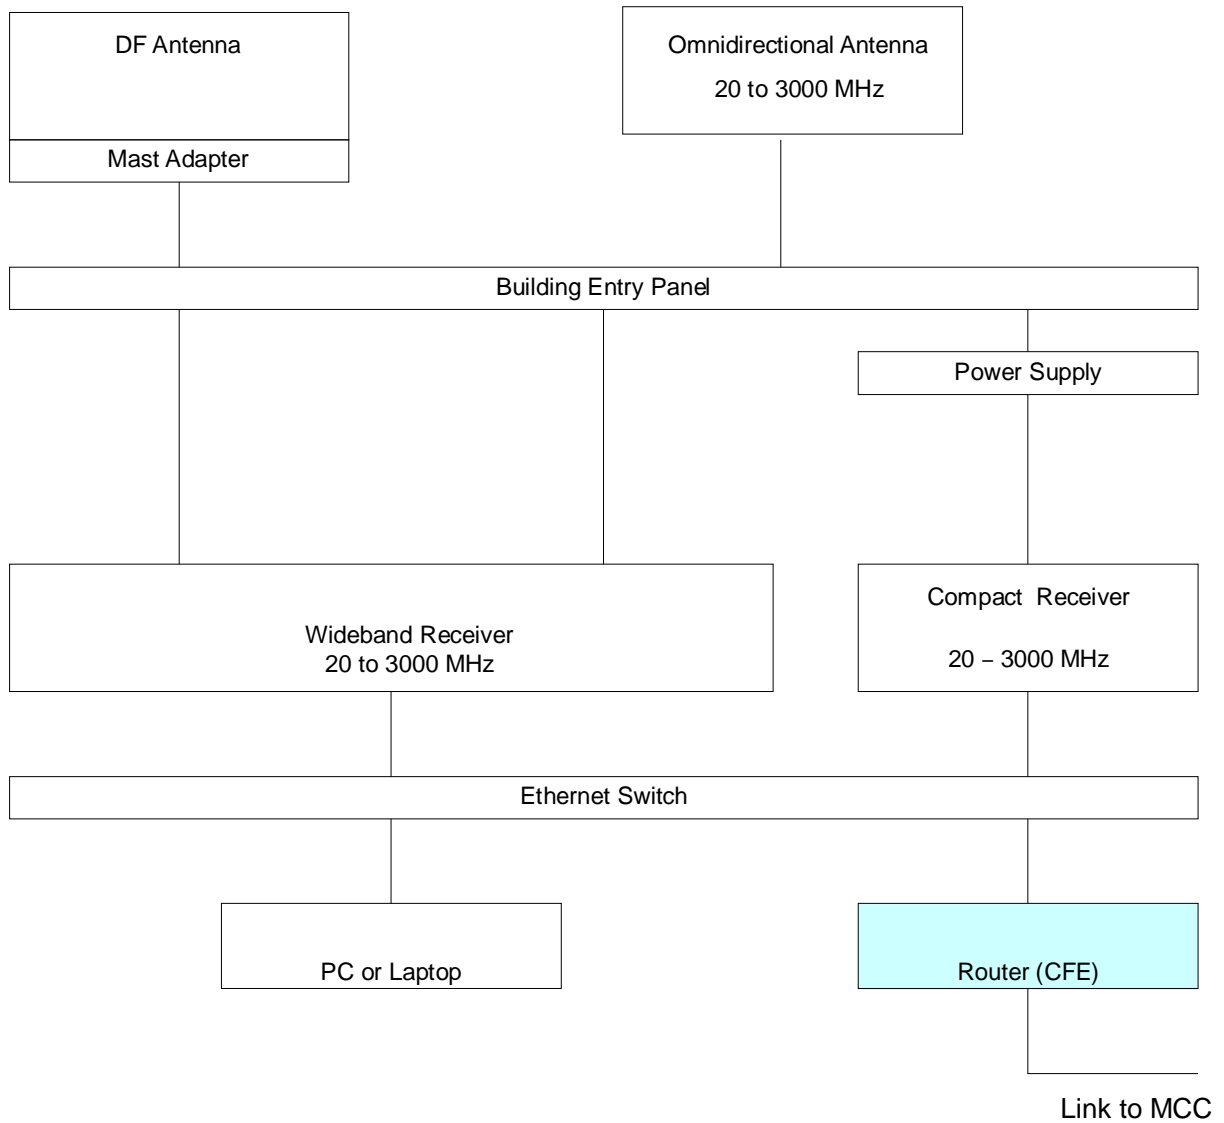 DF Antenna
Omnidirectional Antenna
20 to 3000 MHz
Mast Adapter
Building Entry Panel
Power Supply
Compact Receiver
Wideband Receiver
20 to 3000 MHz
20 – 3000 MHz
Ethernet Switch
PC or Laptop
Router (CFE)
Link to MCC